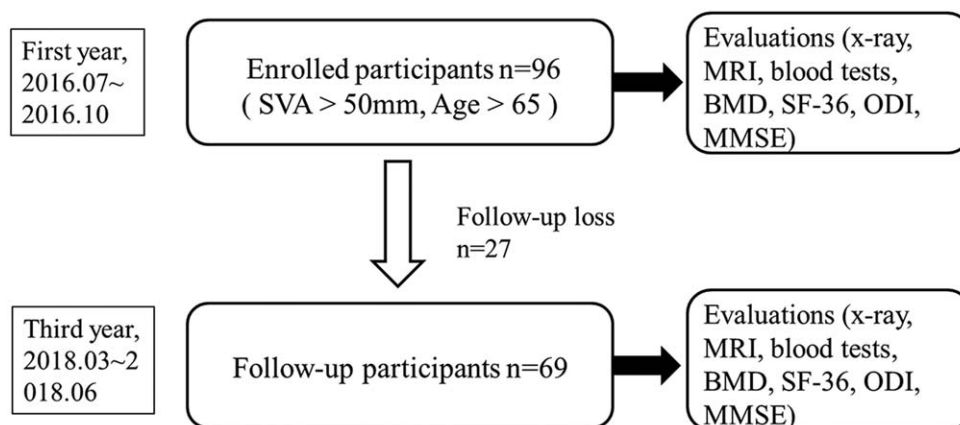 First year,
2016.07~
2016.10
Enrolled participants n=96
( SVA > 50mm, Age > 65 )
Evaluations (x-ray,
MRI, blood tests,
BMD, SF-36, ODI,
MMSE)
Follow-up loss
n=27
Third year,
2018.03~2
018.06
Follow-up participants n=69
Evaluations (x-ray,
MRI, blood tests,
BMD, SF-36, ODI,
MMSE)